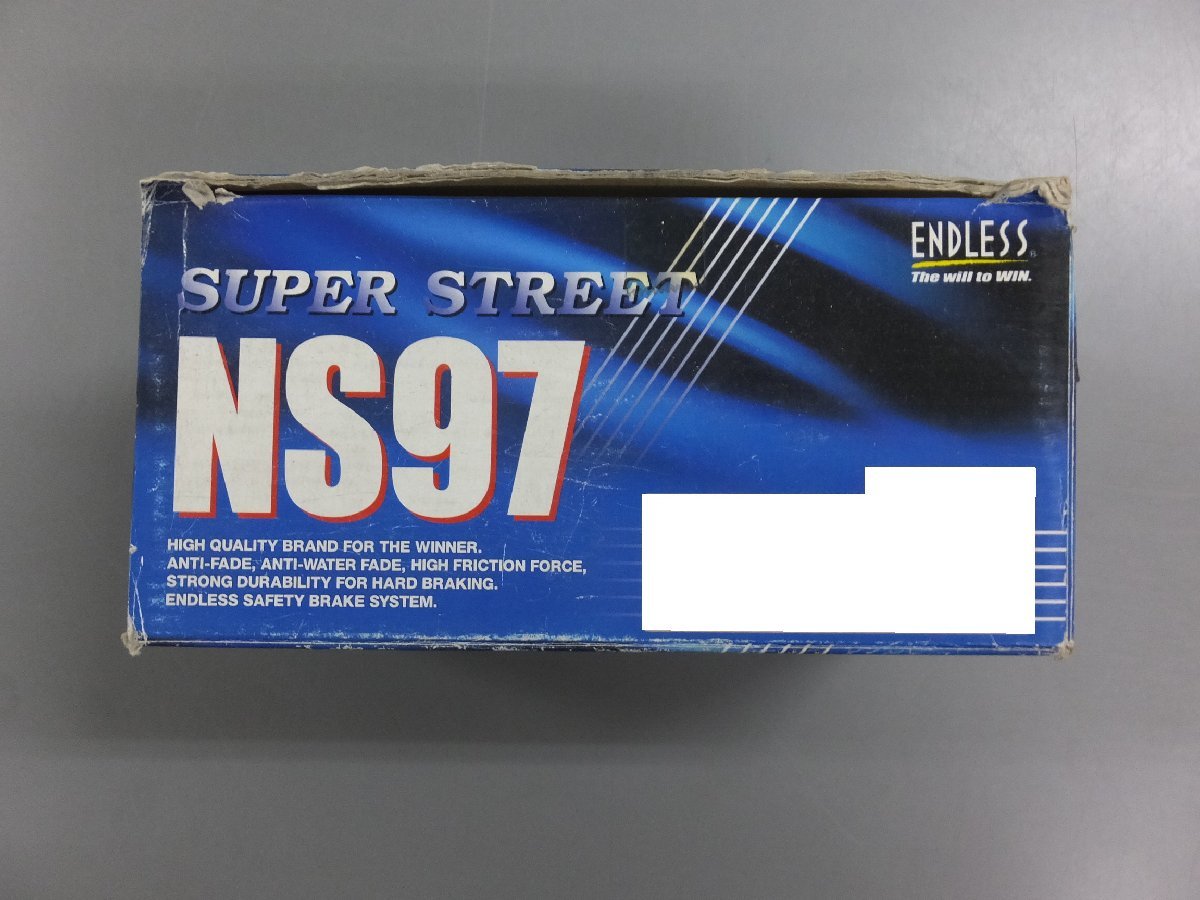 ENDLESS®
The will to WIN.
SUPER STREET
NS97
HIGH QUALITY BRAND FOR THE WINNER.
ANTI-FADE, ANTI-WATER FADE, HIGH FRICTION FORCE,
STRONG DURABILITY FOR HARD BRAKING.
ENDLESS SAFETY BRAKE SYSTEM.